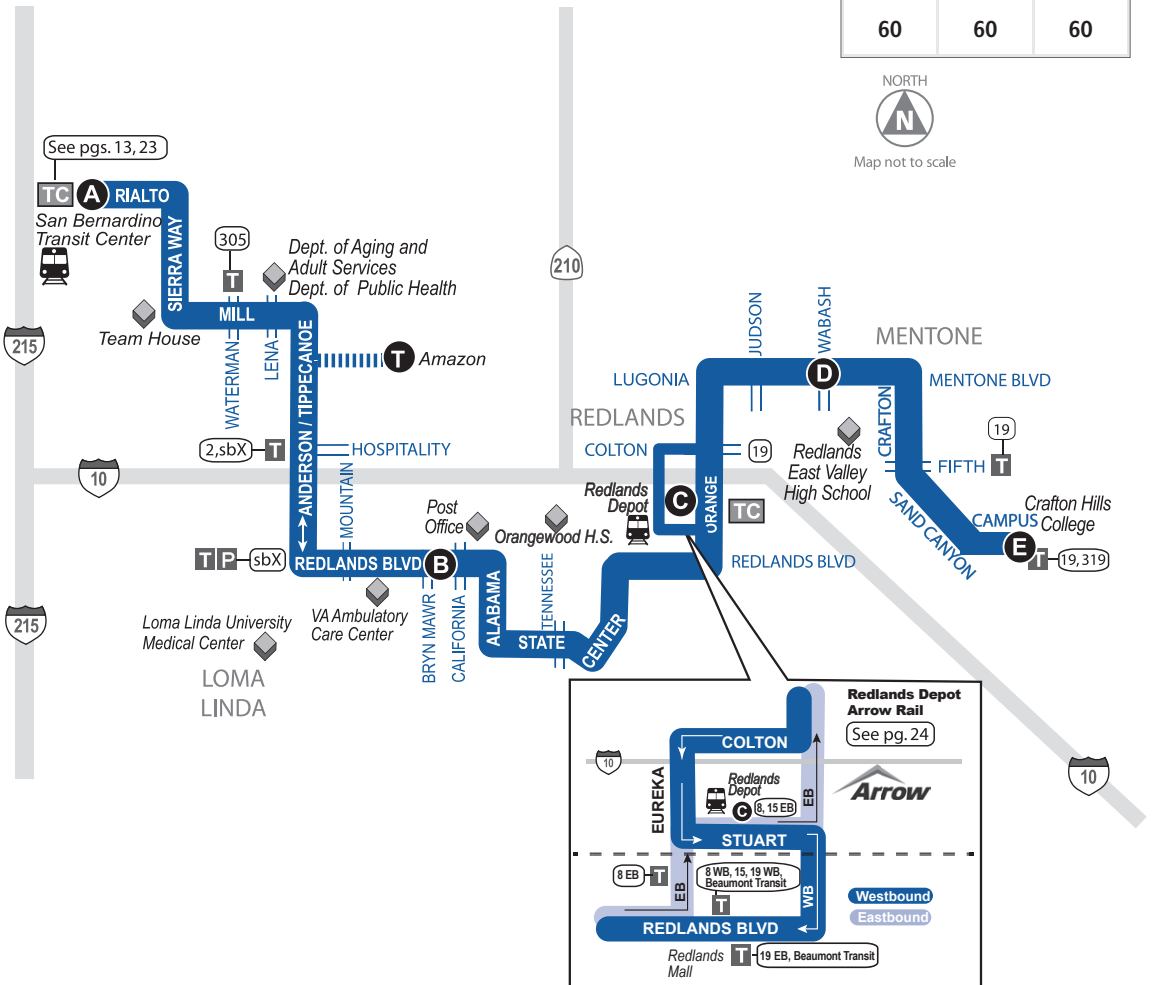 60 60 60
NORTH
N
Map not to scale
See pgs. 13, 23
TC A RIALTO
San Bernardino
Transit Center
SIERRA WAY
305
T
Dept. of Aging and
Adult Services
Dept. of Public Health
210
215
Team House
MILL
WATERMAN
LENA
ANDERSON / TIPPECANOE
T Amazon
JUDSON
WABASH
MENTONE
LUGONIA
D
MENTONE BLVD
REDLANDS
CRAFTON
2,sbX T
HOSPITALITY
COLTON
19
Redlands
East Valley
High School
19
FIFTH T
10
MOUNTAIN
Post
Office
Orangewood H.S.
Redlands
Depot
C
ORANGE
TC
SAND CANYON
Crafton Hills
College
CAMPUS
E
T 19, 319
T P sbX
REDLANDS BLVD B
TENNESSEE
REDLANDS BLVD
215
Loma Linda University
Medical Center
VA Ambulatory
Care Center
BRYN MAWR
CALIFORNIA
ALABAMA
STATE
CENTER
LOMA
LINDA
10
Redlands Depot
Arrow Rail
See pg. 24
COLTON
10
EUREKA
Redlands
Depot
C 8, 15 EB
EB
Arrow
STUART
8 EB T
EB
8 WB, 15, 19 WB,
Beaumont Transit
T
WB
Westbound
Eastbound
REDLANDS BLVD
Redlands
Mall
T 19 EB, Beaumont Transit